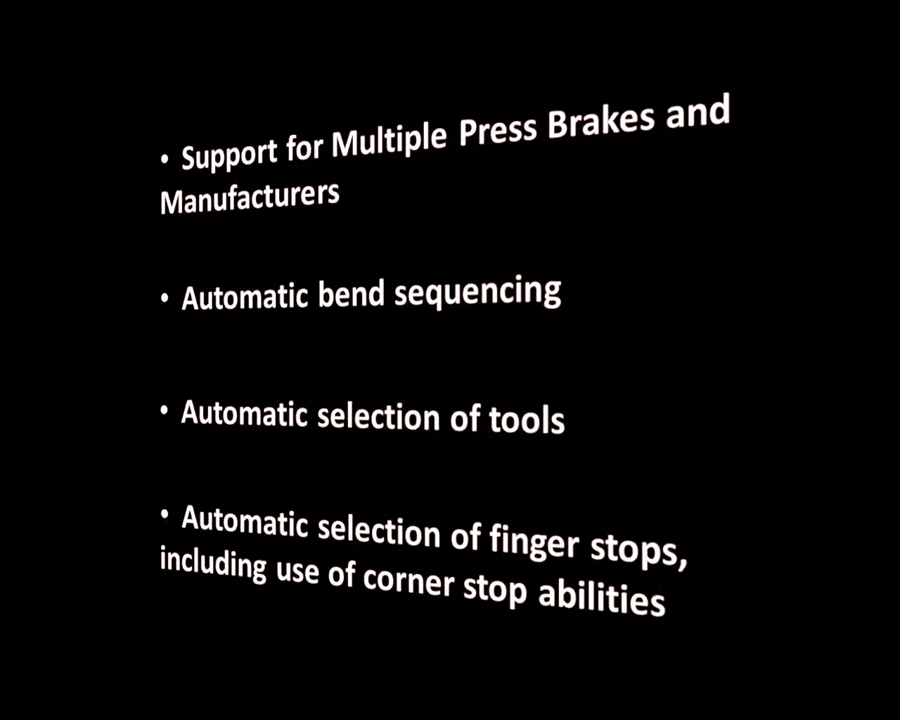 • Support for Multiple Press Brakes and
Manufacturers
• Automatic bend sequencing
• Automatic selection of tools
• Automatic selection of finger stops,
including use of corner stop abilities